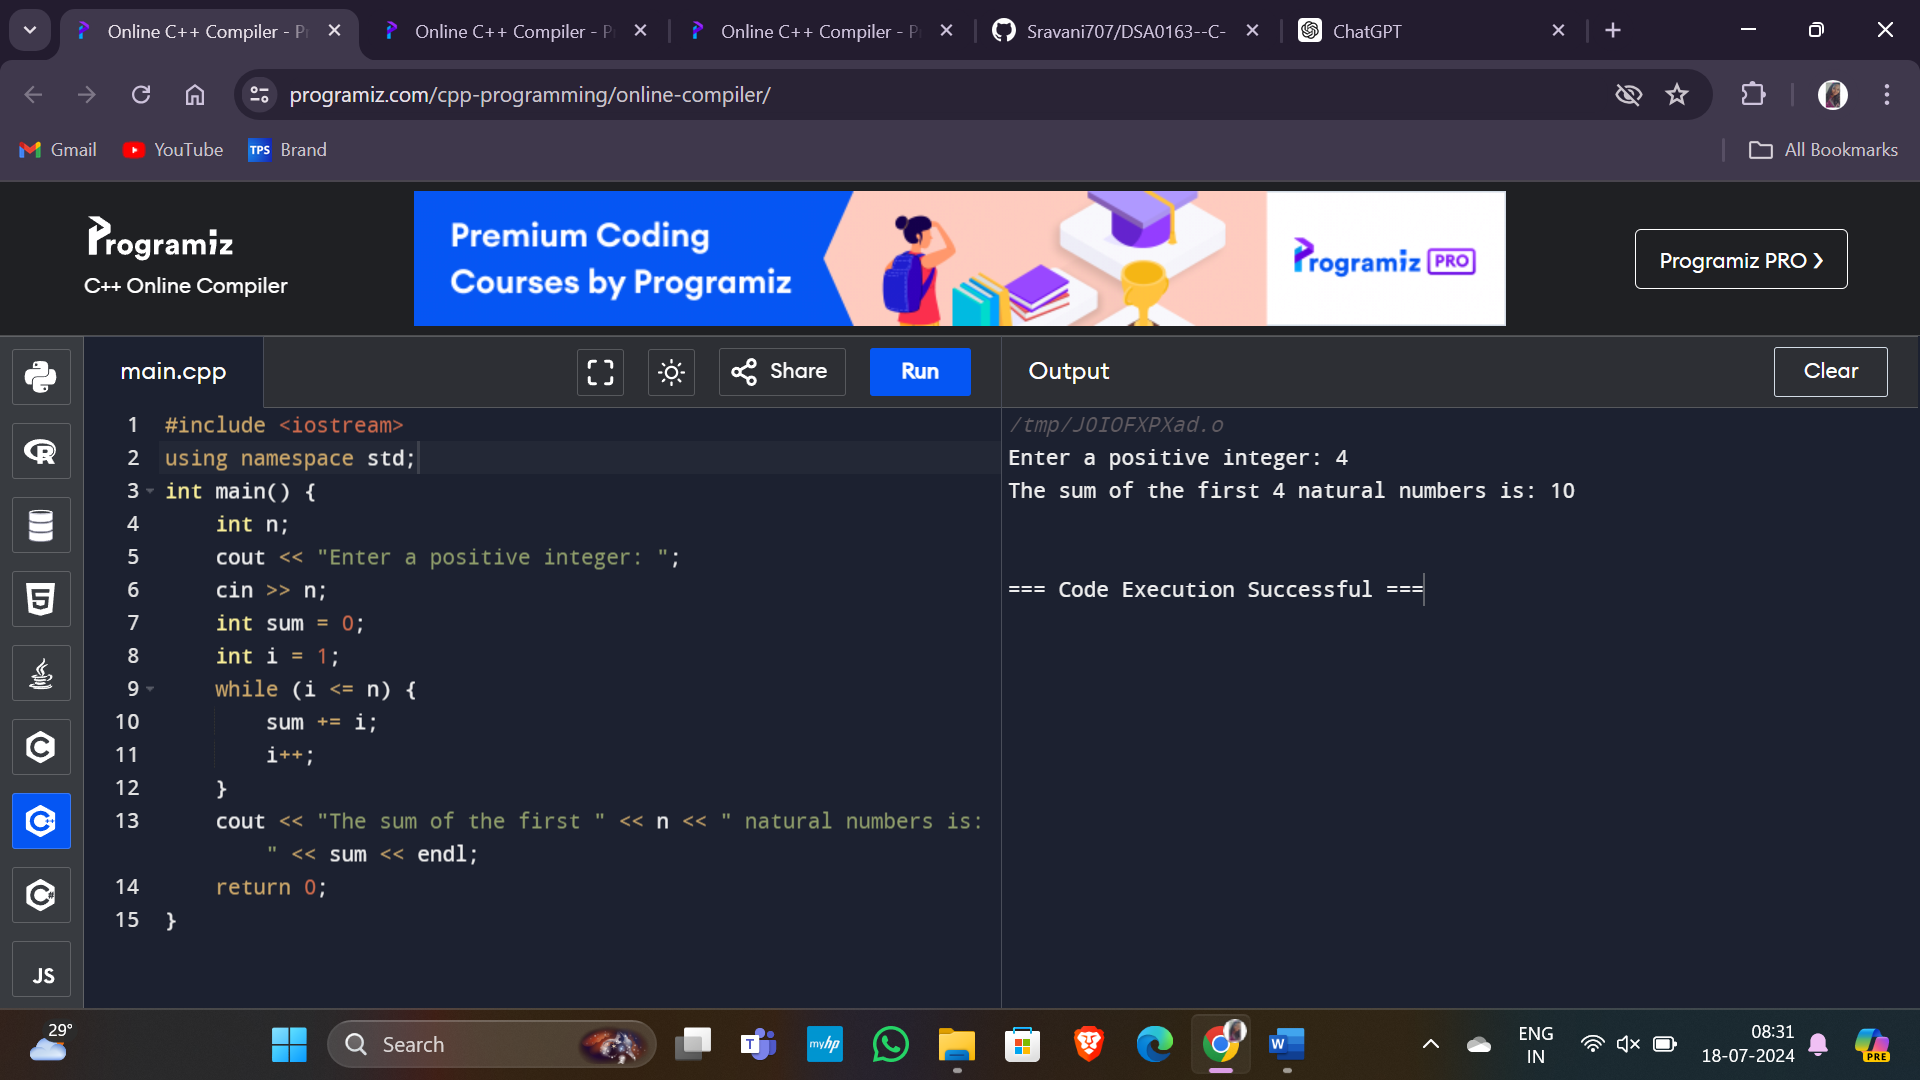 Online C++ Compiler - P
Online C++ Compiler - P
Online C++ Compiler - P
Sravani707/DSA0163--C-
ChatGPT
programiz.com/cpp-programming/online-compiler/
Gmail
YouTube
TPS
Brand
All Bookmarks
Programiz
C++ Online Compiler
Premium Coding
Courses by Programiz
Programiz PRO
Programiz PRO ❯
main.cpp
Share
Run
Output
Clear
1 #include <iostream>
2 using namespace std;
3 int main() {
4 int n;
5 cout << "Enter a positive integer: ";
6 cin >> n;
7 int sum = 0;
8 int i = 1;
9 while (i <= n) {
10 sum += i;
11 i++;
12 }
13 cout << "The sum of the first " << n << " natural numbers is:
" << sum << endl;
14 return 0;
15 }
/tmp/J0IOFXPXad.o
Enter a positive integer: 4
The sum of the first 4 natural numbers is: 10
=== Code Execution Successful ===
R
5
C
C++
C#
JS
29°
Search
T
myhp
W
ENG
IN
08:31
18-07-2024
PRE